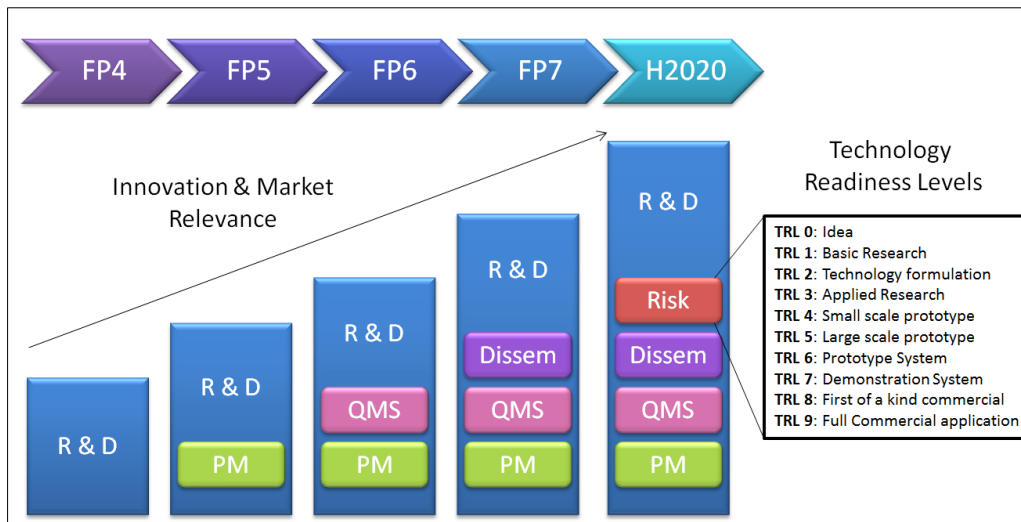 FP4
FP5
FP6
FP7
H2020
Innovation & Market
Relevance
Technology
Readiness Levels
R & D
R & D
PM
R & D
QMS
PM
R & D
Dissem
QMS
PM
R & D
Risk
Dissem
QMS
PM
TRL 0: Idea
TRL 1: Basic Research
TRL 2: Technology formulation
TRL 3: Applied Research
TRL 4: Small scale prototype
TRL 5: Large scale prototype
TRL 6: Prototype System
TRL 7: Demonstration System
TRL 8: First of a kind commercial
TRL 9: Full Commercial application